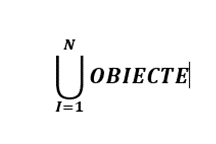 N
⋃ OBIECTE
I=1